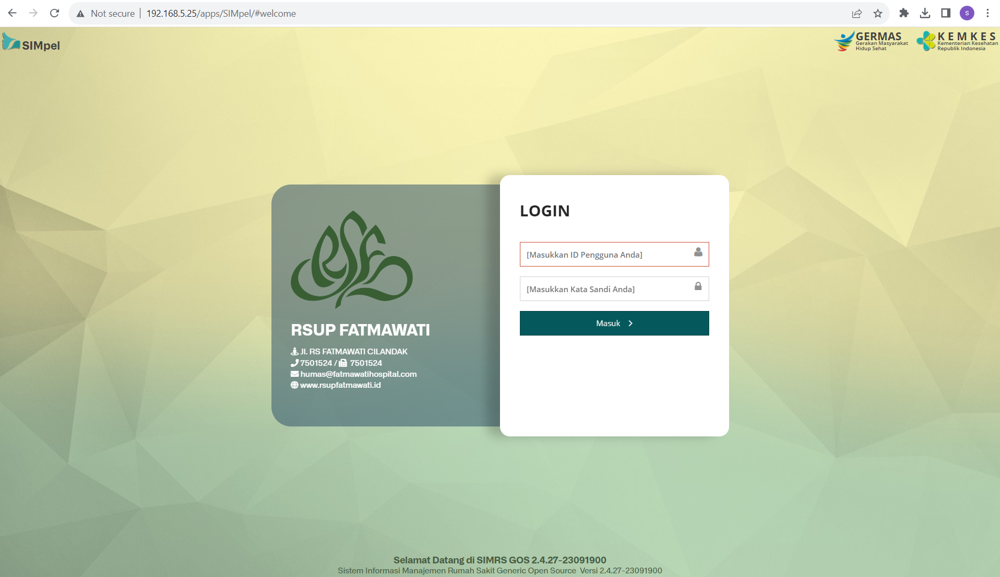 Not secure
192.168.5.25/apps/SIMpel/#welcome
S
SIMpel
GERMAS
Gerakan Masyarakat
Hidup Sehat
KEMKES
Kementerian Kesehatan
Republik Indonesia
RSUP FATMAWATI
Jl. RS FATMAWATI CILANDAK
7501524 / 7501524
humas@fatmawatihospital.com
www.rsupfatmawati.id
LOGIN
[Masukkan ID Pengguna Anda]
[Masukkan Kata Sandi Anda]
Masuk
Selamat Datang di SIMRS GOS 2.4.27-23091900
Sistem Informasi Manajemen Rumah Sakit Generic Open Source Versi 2.4.27-23091900